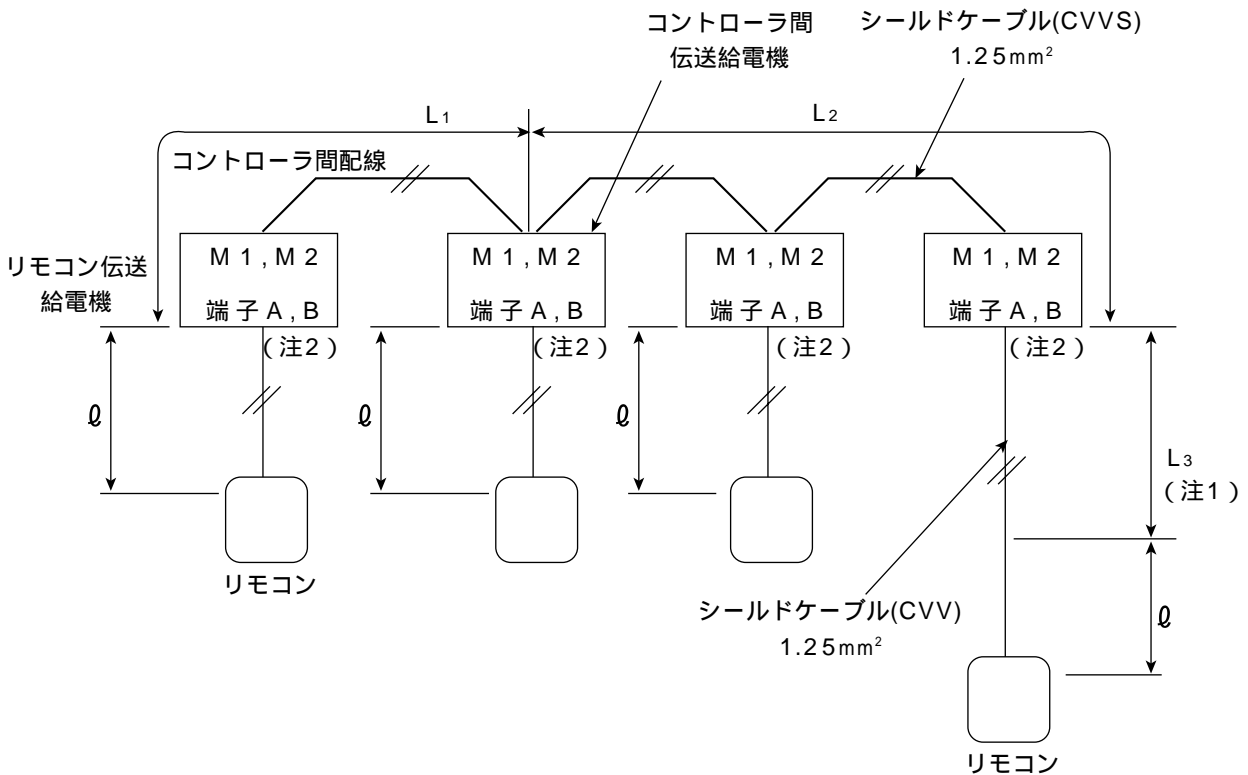 コントローラ間
伝送給電機
シールドケーブル(CVVS)
1.25mm²
L₁
L₂
コントローラ間配線
リモコン伝送
給電機
M1,M2
端子A,B
(注2)
M1,M2
端子A,B
(注2)
M1,M2
端子A,B
(注2)
M1,M2
端子A,B
(注2)
ℓ
ℓ
ℓ
L₃
(注1)
リモコン
シールドケーブル(CVV)
1.25mm²
ℓ
リモコン